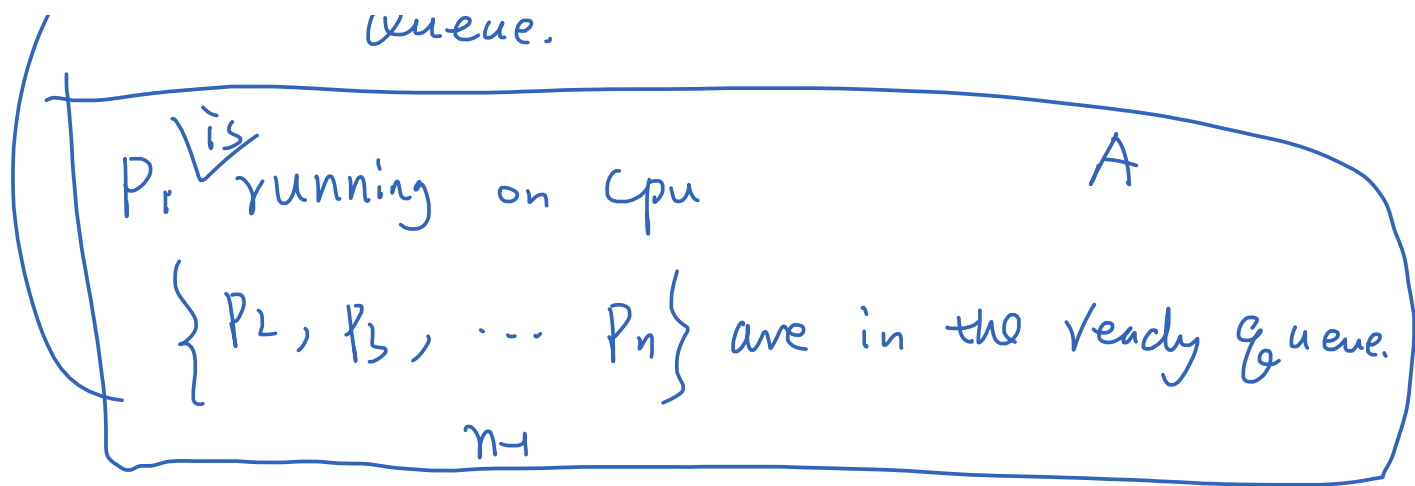 queue.
P₁ is running on cpu A
{P₂, P₃, ... Pₙ} are in the ready queue.
n-1